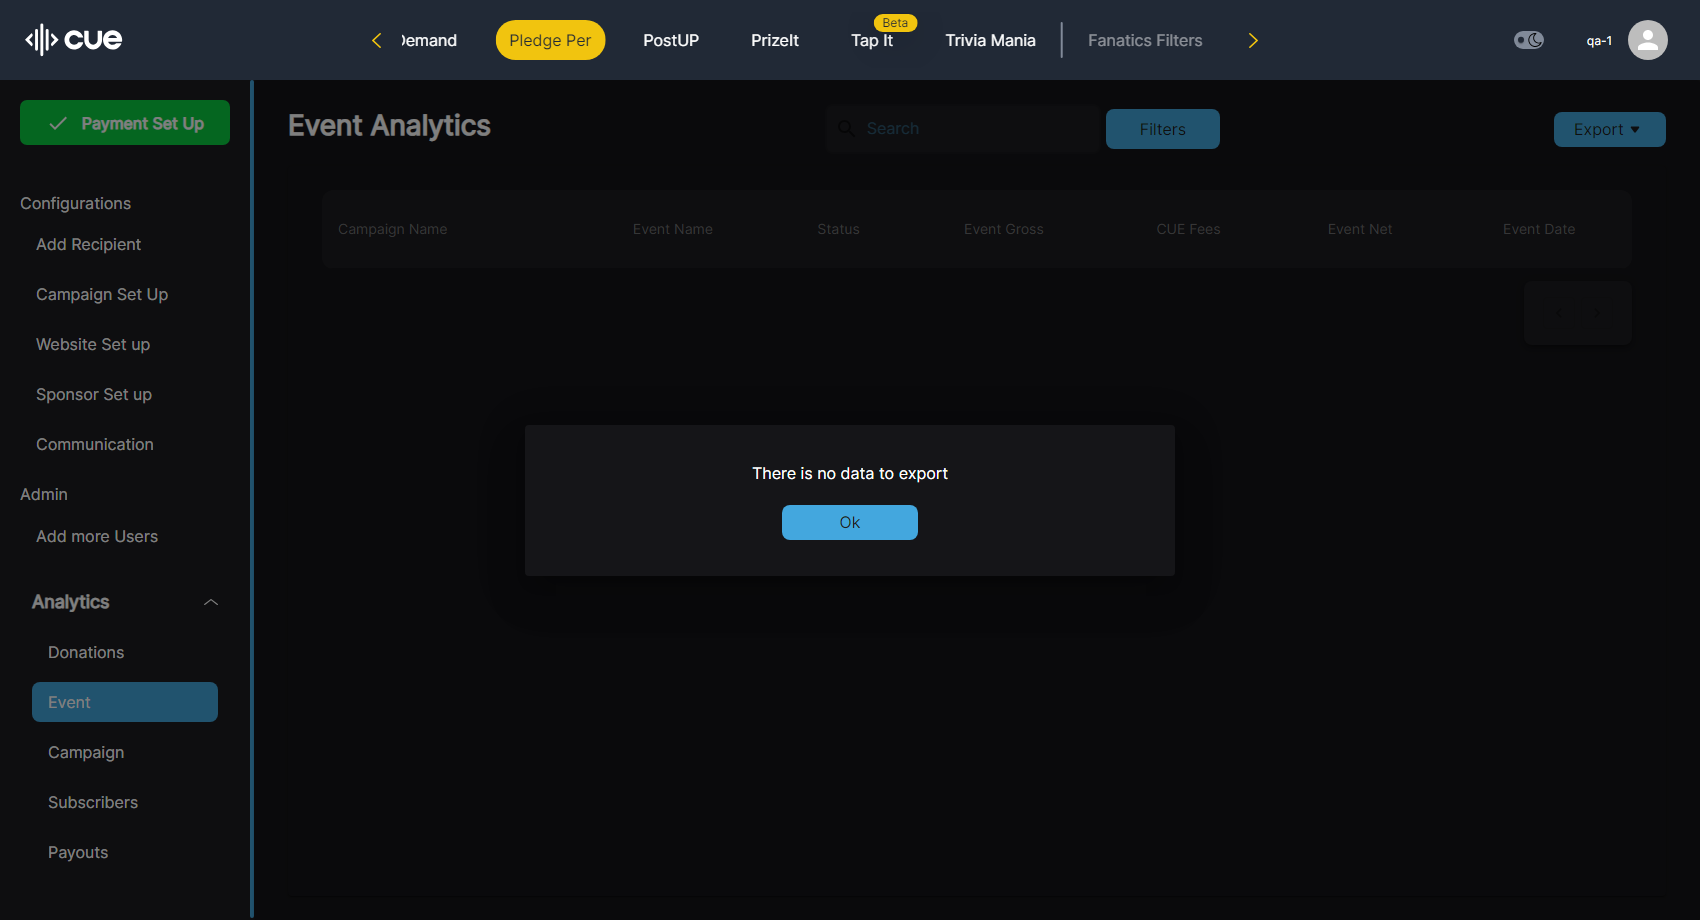 cue
Demand
Pledge Per
PostUP
PrizeIt
Tap It
Beta
Trivia Mania
Fanatics Filters
qa-1
Payment Set Up
Configurations
Add Recipient
Campaign Set Up
Website Set up
Sponsor Set up
Communication
Admin
Add more Users
Analytics
Donations
Event
Campaign
Subscribers
Payouts
Event Analytics
Search
Filters
Export
Campaign Name Event Name Status Event Gross CUE Fees Event Net Event Date
There is no data to export
Ok